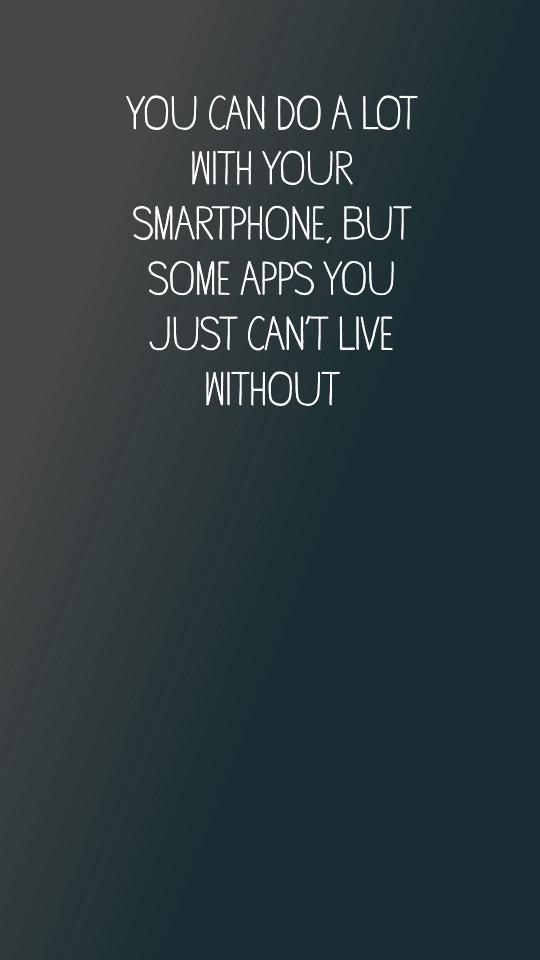 YOU CAN DO A LOT
WITH YOUR
SMARTPHONE, BUT
SOME APPS YOU
JUST CAN'T LIVE
WITHOUT